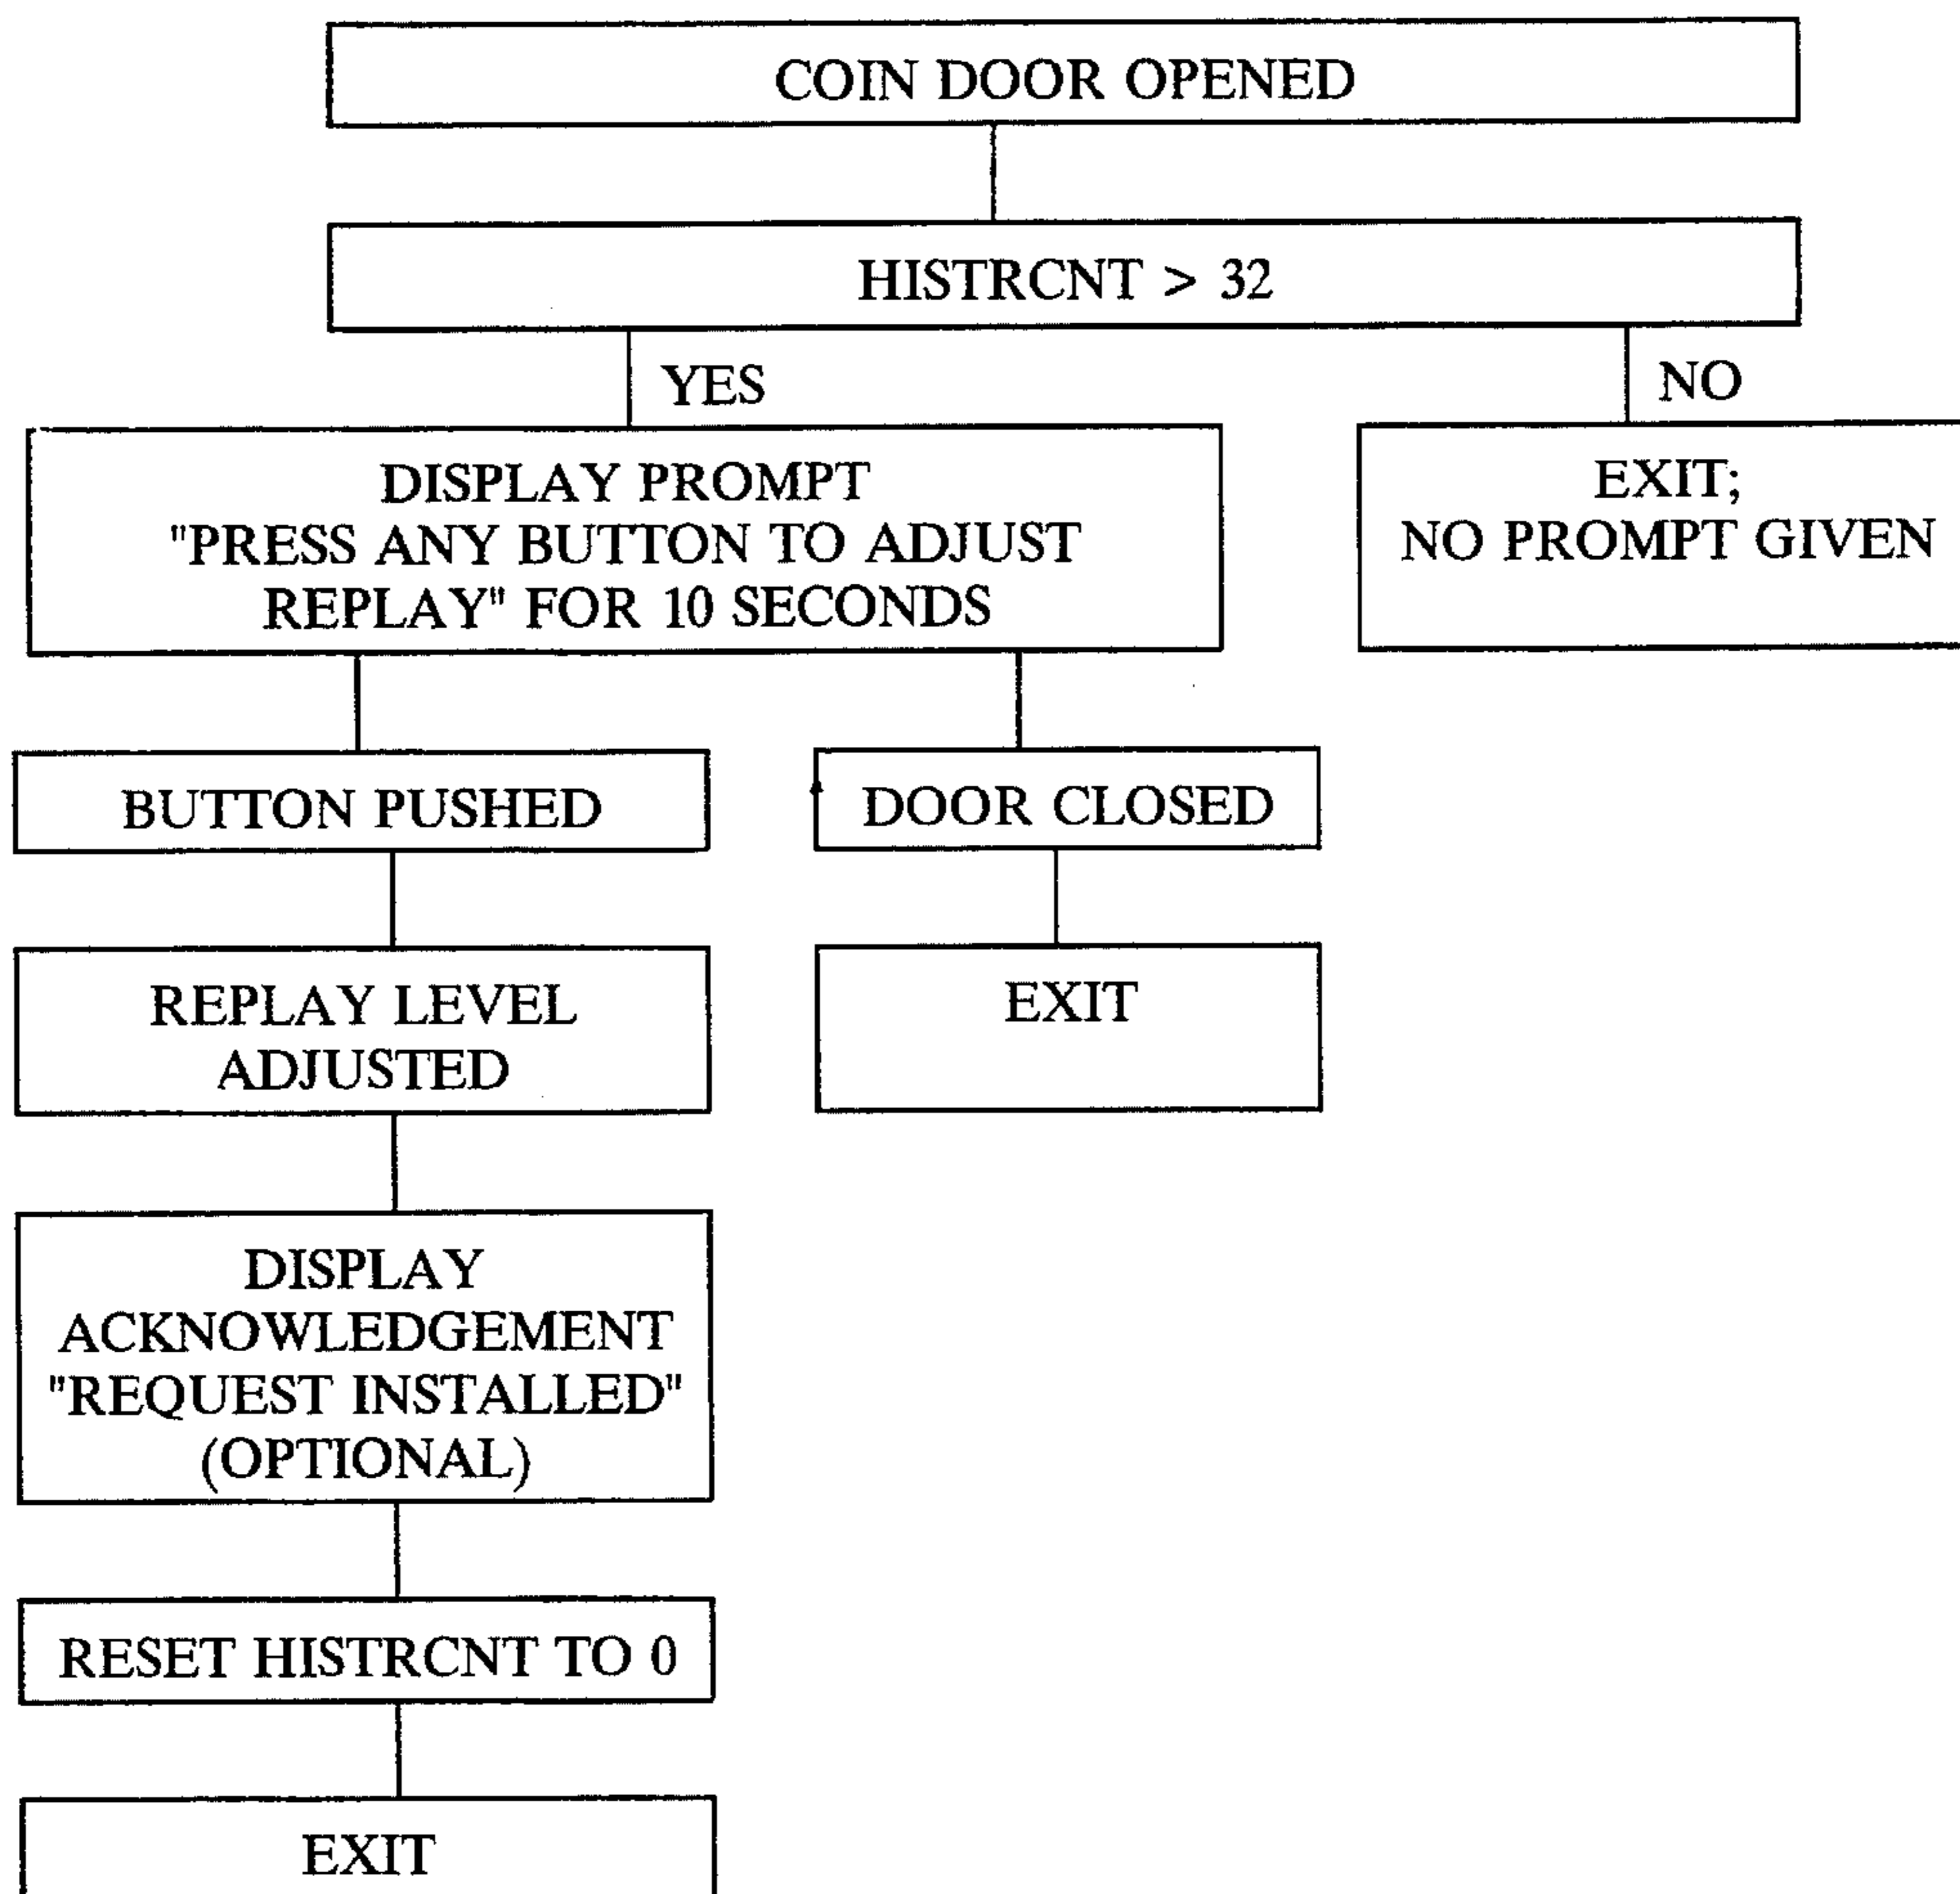 COIN DOOR OPENED
HISTRCNT > 32
YES
NO
DISPLAY PROMPT
"PRESS ANY BUTTON TO ADJUST
REPLAY" FOR 10 SECONDS
EXIT;
NO PROMPT GIVEN
BUTTON PUSHED
DOOR CLOSED
REPLAY LEVEL
ADJUSTED
EXIT
DISPLAY
ACKNOWLEDGEMENT
"REQUEST INSTALLED"
(OPTIONAL)
RESET HISTRCNT TO 0
EXIT